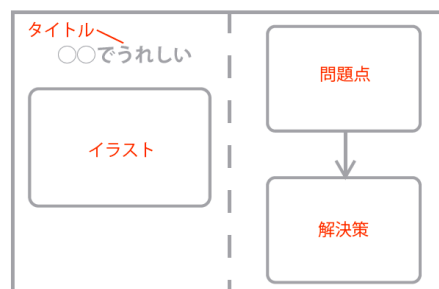 タイトル
○○でうれしい
イラスト
問題点
解決策